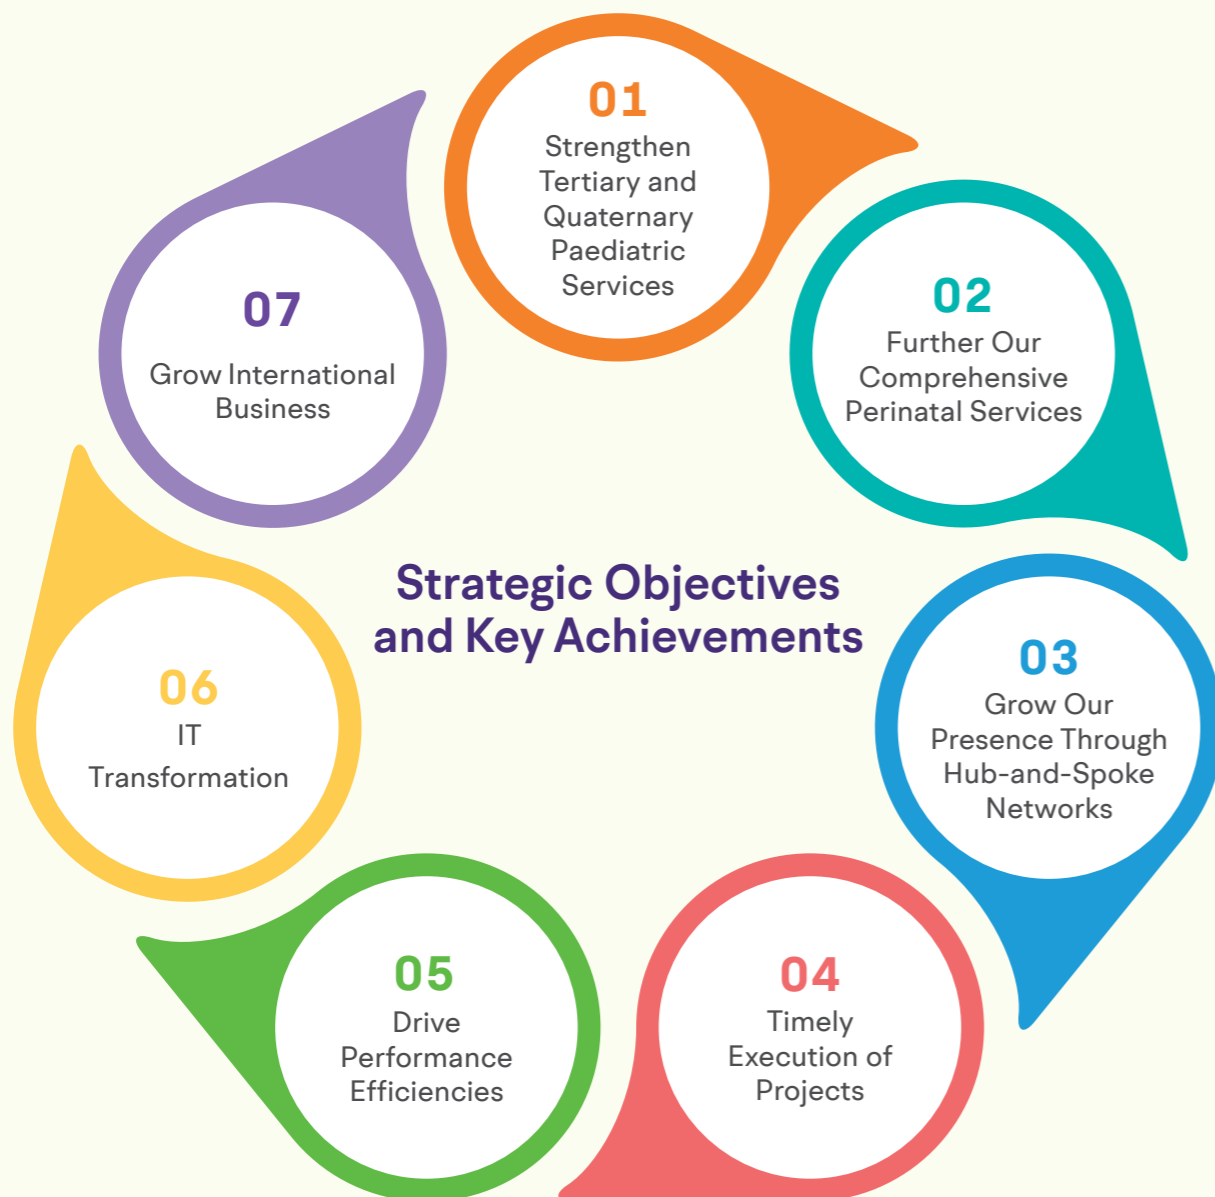 01
Strengthen
Tertiary and
Quaternary
Paediatric
Services
02
Further Our
Comprehensive
Perinatal Services
03
Grow Our
Presence Through
Hub-and-Spoke
Networks
04
Timely
Execution of
Projects
05
Drive
Performance
Efficiencies
06
IT
Transformation
07
Grow International
Business
Strategic Objectives
and Key Achievements